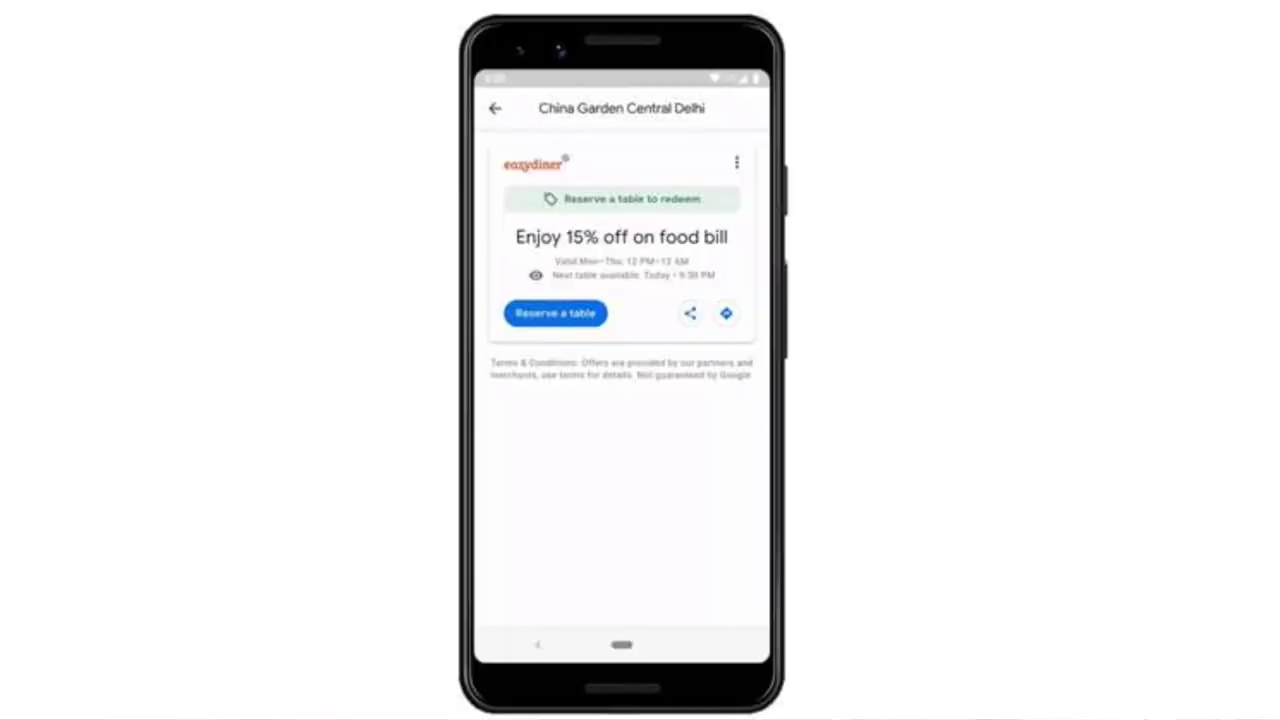 China Garden Central Delhi
eazydiner
Reserve a table to redeem
Enjoy 15% off on food bill
Valid Mon-Thu, 12 PM-12 AM
Next table available: Today • 9:30 PM
Reserve a table
Terms & Conditions: Offers are provided by our partners and
merchants, use terms for details. Not guaranteed by Google